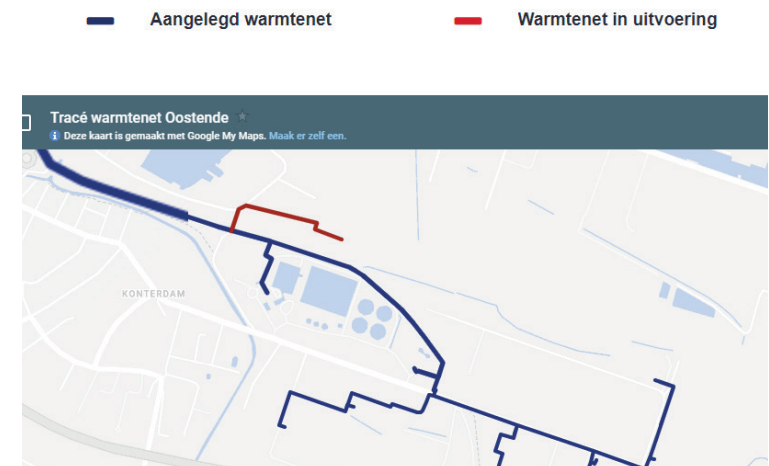 Aangelegd warmtenet
Warmtenet in uitvoering
Tracé warmtenet Oostende
Deze kaart is gemaakt met Google My Maps. Maak er zelf een.
KONTERDAM